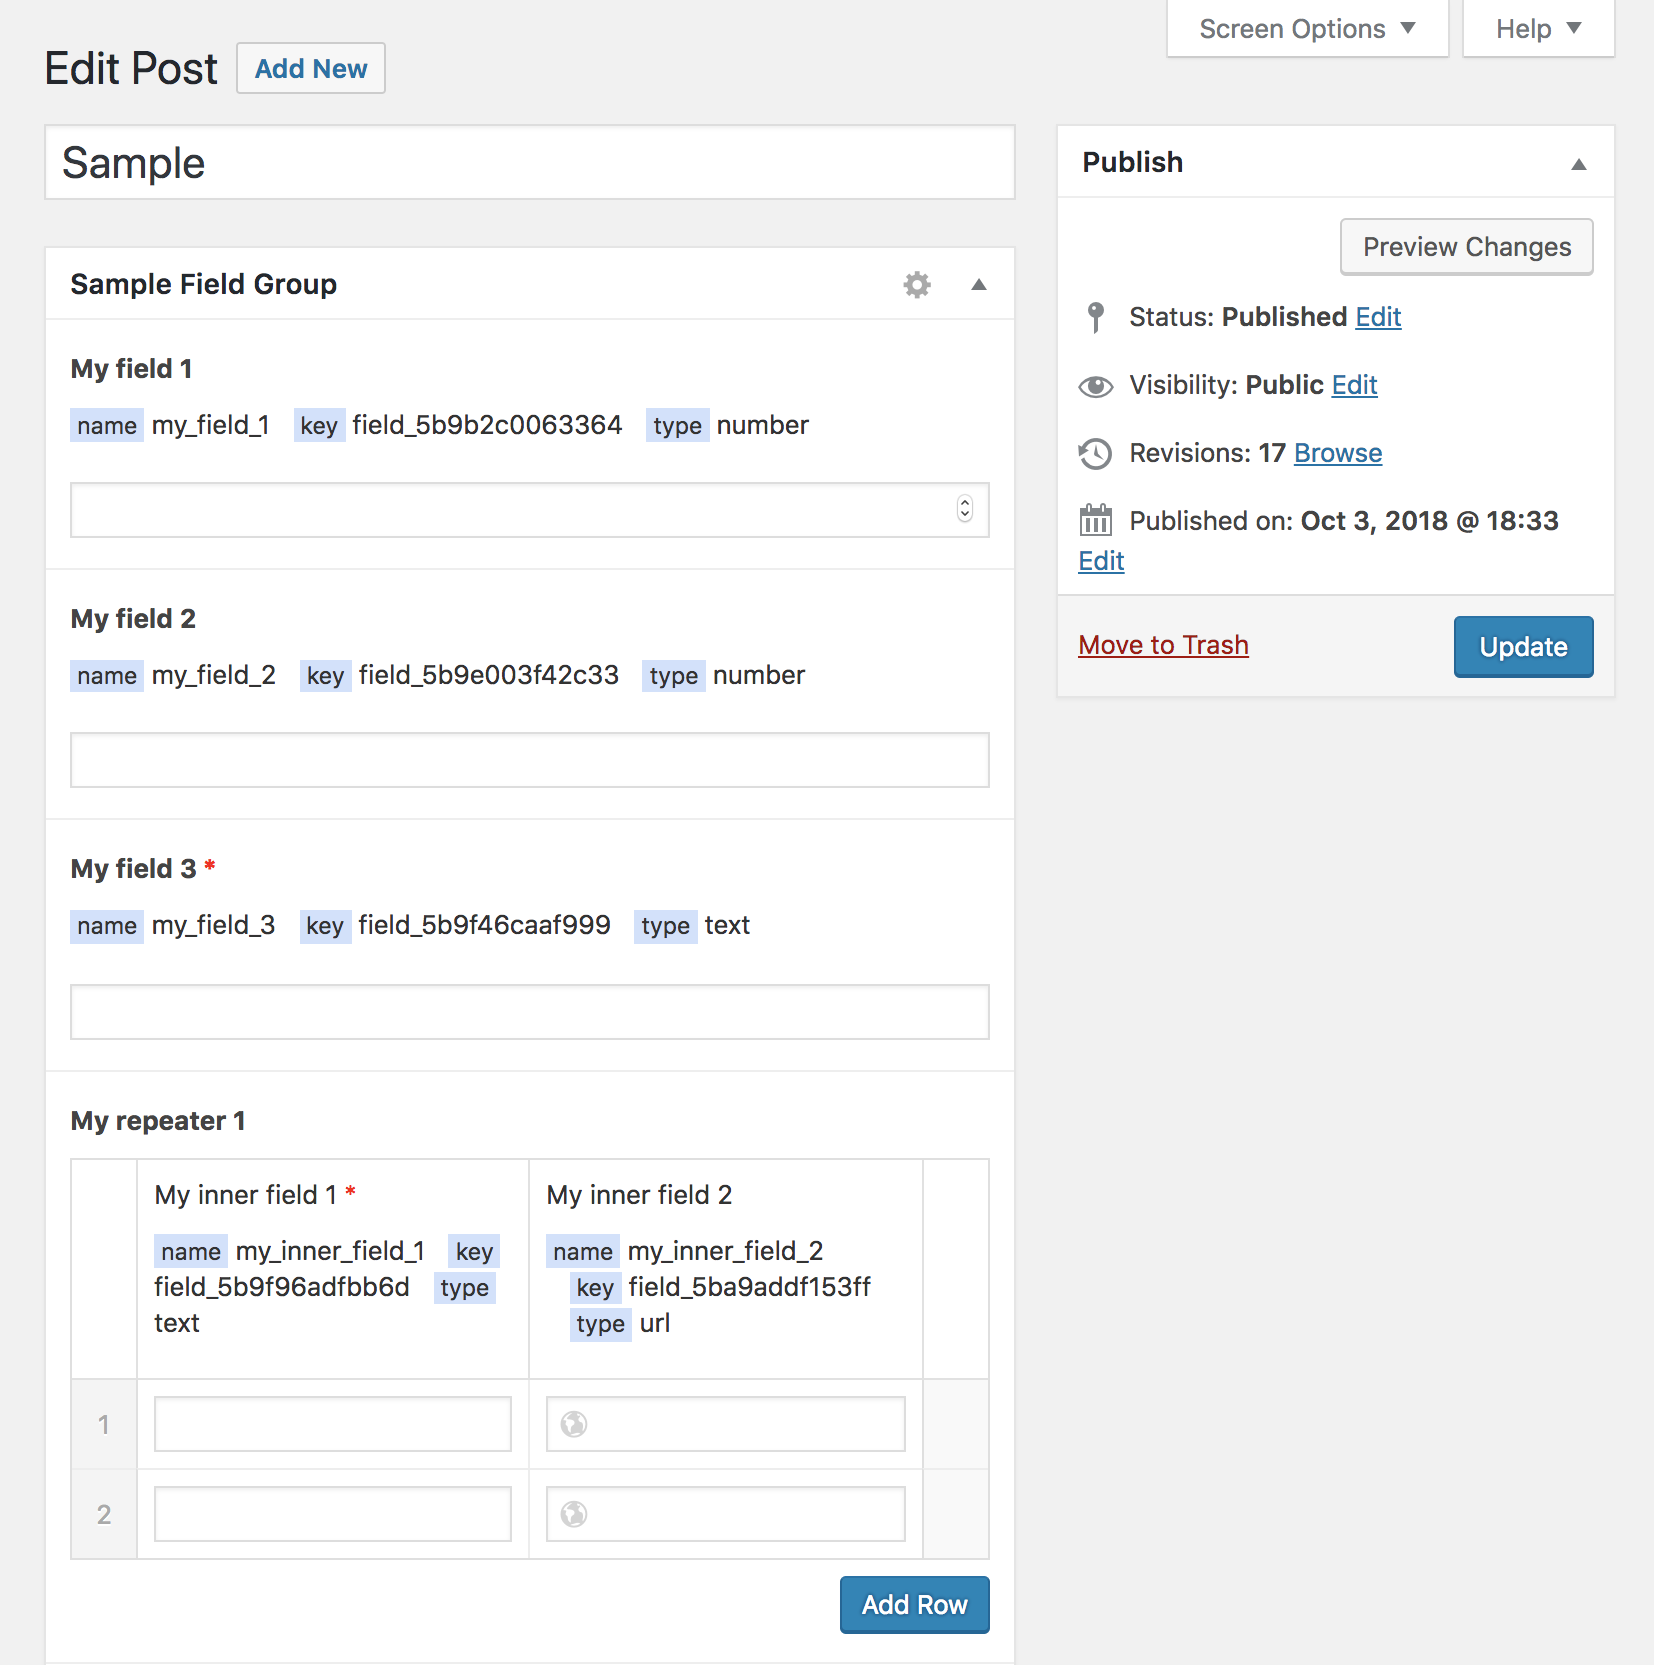 Screen Options
Help
Edit Post
Add New
Sample
Sample Field Group
My field 1
name my_field_1 key field_5b9b2c0063364 type number
My field 2
name my_field_2 key field_5b9e003f42c33 type number
My field 3 *
name my_field_3 key field_5b9f46caaf999 type text
My repeater 1
My inner field 1 *
name my_inner_field_1 key
field_5b9f96adfbb6d type
text
My inner field 2
name my_inner_field_2
key field_5ba9addf153ff
type url
1
2
Add Row
Publish
Preview Changes
Status: Published Edit
Visibility: Public Edit
Revisions: 17 Browse
Published on: Oct 3, 2018 @ 18:33
Edit
Move to Trash
Update